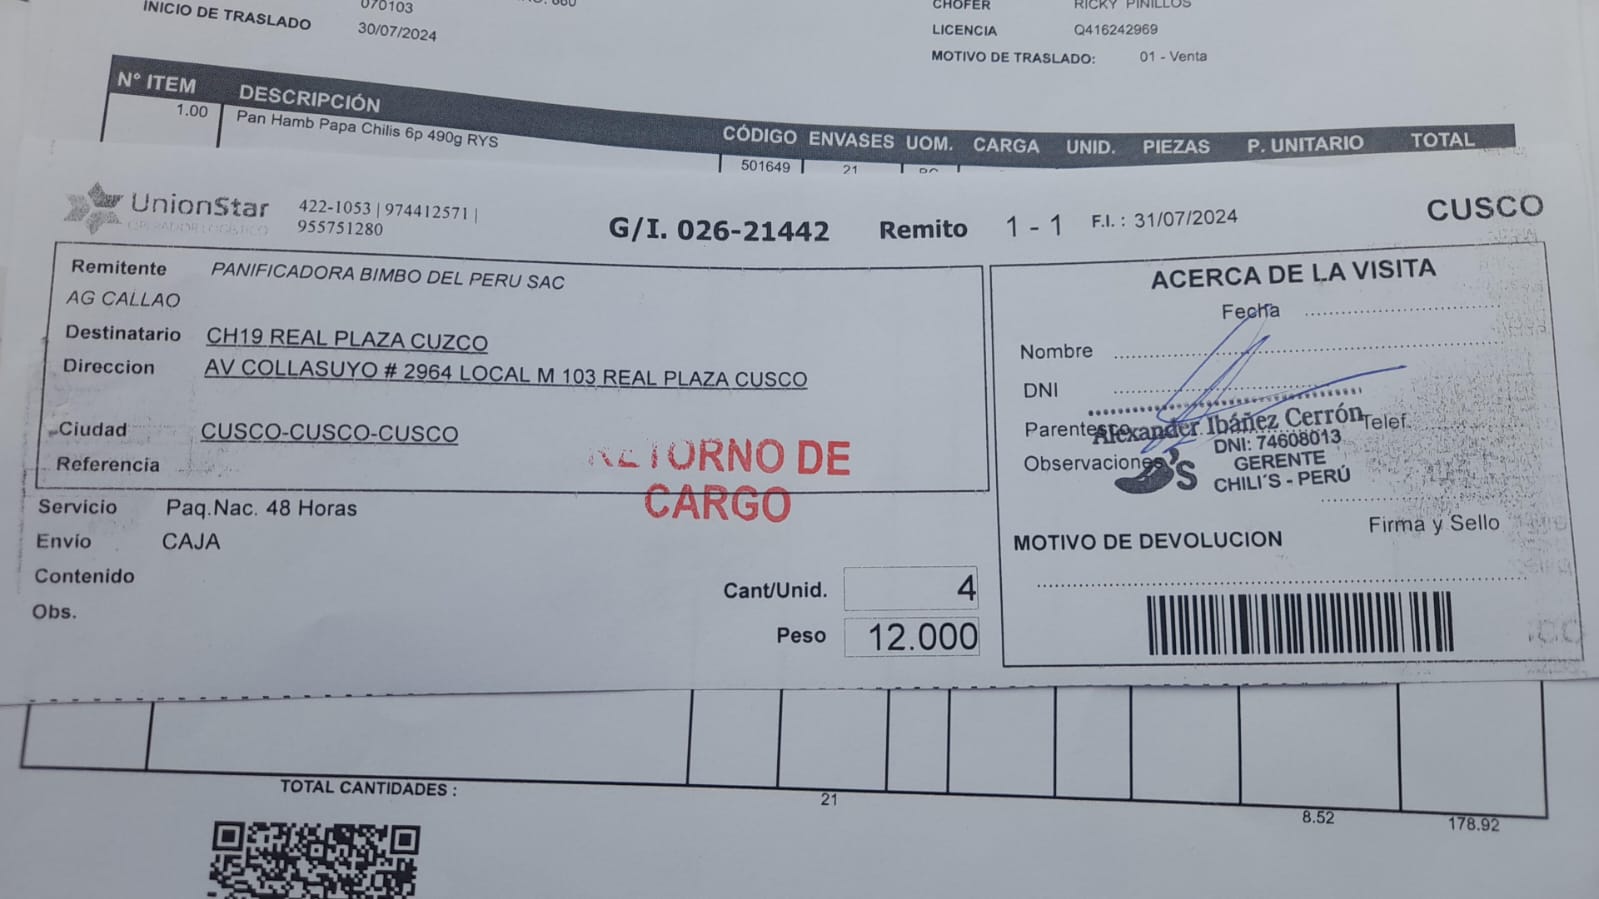 070103
INICIO DE TRASLADO 30/07/2024
CHOFER RICKY PINILLOS
LICENCIA Q416242969
MOTIVO DE TRASLADO: 01 - Venta
N° ITEM DESCRIPCIÓN CÓDIGO ENVASES UOM. CARGA UNID. PIEZAS P. UNITARIO TOTAL
1.00 Pan Hamb Papa Chilis 6p 490g RYS 501649 21
UnionStar
OPERADOR LOGÍSTICO
422-1053 | 974412571 |
955751280
G/I. 026-21442 Remito 1 - 1 F.I. : 31/07/2024 CUSCO
Remitente PANIFICADORA BIMBO DEL PERU SAC
AG CALLAO
Destinatario CH19 REAL PLAZA CUZCO
Direccion AV COLLASUYO # 2964 LOCAL M 103 REAL PLAZA CUSCO
Ciudad CUSCO-CUSCO-CUSCO
Referencia
RETORNO DE
CARGO
Servicio Paq.Nac. 48 Horas
Envío CAJA
Contenido
Obs.
Cant/Unid. 4
Peso 12.000
ACERCA DE LA VISITA
Fecha
Nombre
DNI
Parentesco Telef.
Observaciones
Alexander Ibáñez Cerrón
DNI: 74608013
GERENTE
CHILI´S - PERÚ
Firma y Sello
MOTIVO DE DEVOLUCION
TOTAL CANTIDADES : 21 8.52 178.92